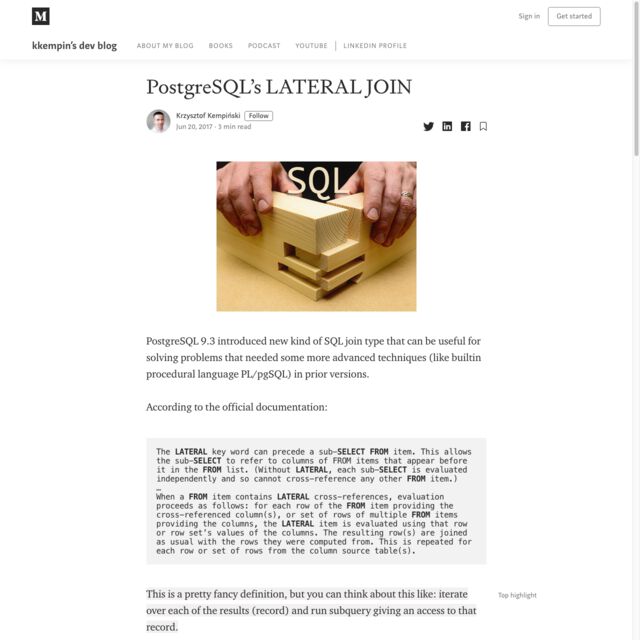 M
Sign in
Get started
kkempin's dev blog
ABOUT MY BLOG
BOOKS
PODCAST
YOUTUBE
LINKEDIN PROFILE
PostgreSQL's LATERAL JOIN
Krzysztof Kempiński
Follow
Jun 20, 2017 · 3 min read
SQL
PostgreSQL 9.3 introduced new kind of SQL join type that can be useful for
solving problems that needed some more advanced techniques (like builtin
procedural language PL/pgSQL) in prior versions.
According to the official documentation:
The LATERAL key word can precede a sub-SELECT FROM item. This allows
the sub-SELECT to refer to columns of FROM items that appear before
it in the FROM list. (Without LATERAL, each sub-SELECT is evaluated
independently and so cannot cross-reference any other FROM item.)
…
When a FROM item contains LATERAL cross-references, evaluation
proceeds as follows: for each row of the FROM item providing the
cross-referenced column(s), or set of rows of multiple FROM items
providing the columns, the LATERAL item is evaluated using that row
or row set's values of the columns. The resulting row(s) are joined
as usual with the rows they were computed from. This is repeated for
each row or set of rows from the column source table(s).
This is a pretty fancy definition, but you can think about this like: iterate
over each of the results (record) and run subquery giving an access to that
record.
Top highlight